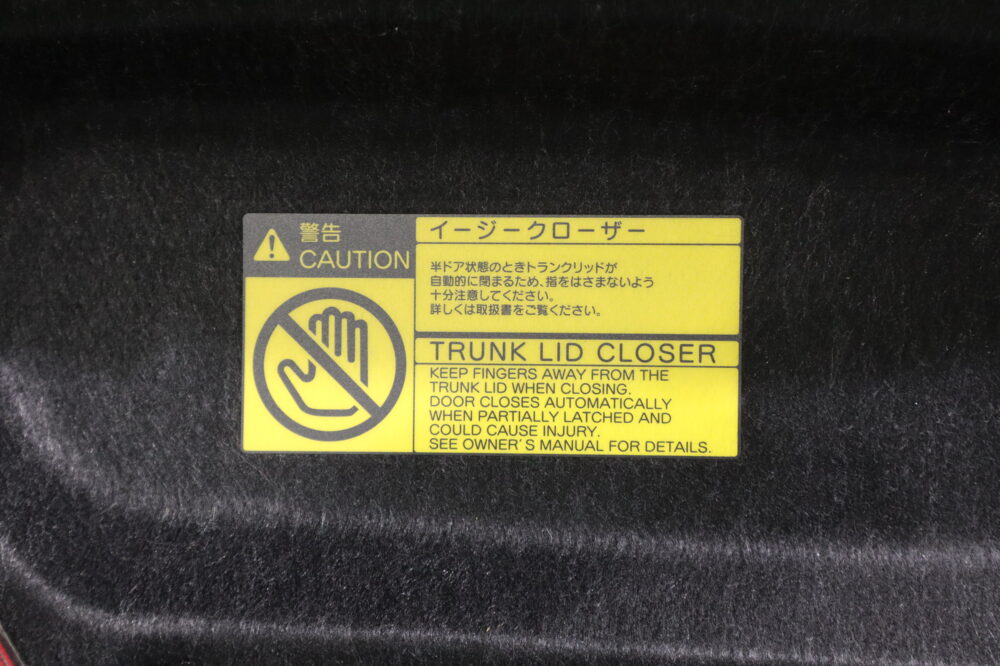 警告
CAUTION
イージークローザー
半ドア状態のときトランクリッドが
自動的に閉まるため、指をはさまないよう
十分注意してください。
詳しくは取扱書をご覧ください。
TRUNK LID CLOSER
KEEP FINGERS AWAY FROM THE
TRUNK LID WHEN CLOSING.
DOOR CLOSES AUTOMATICALLY
WHEN PARTIALLY LATCHED AND
COULD CAUSE INJURY.
SEE OWNER'S MANUAL FOR DETAILS.